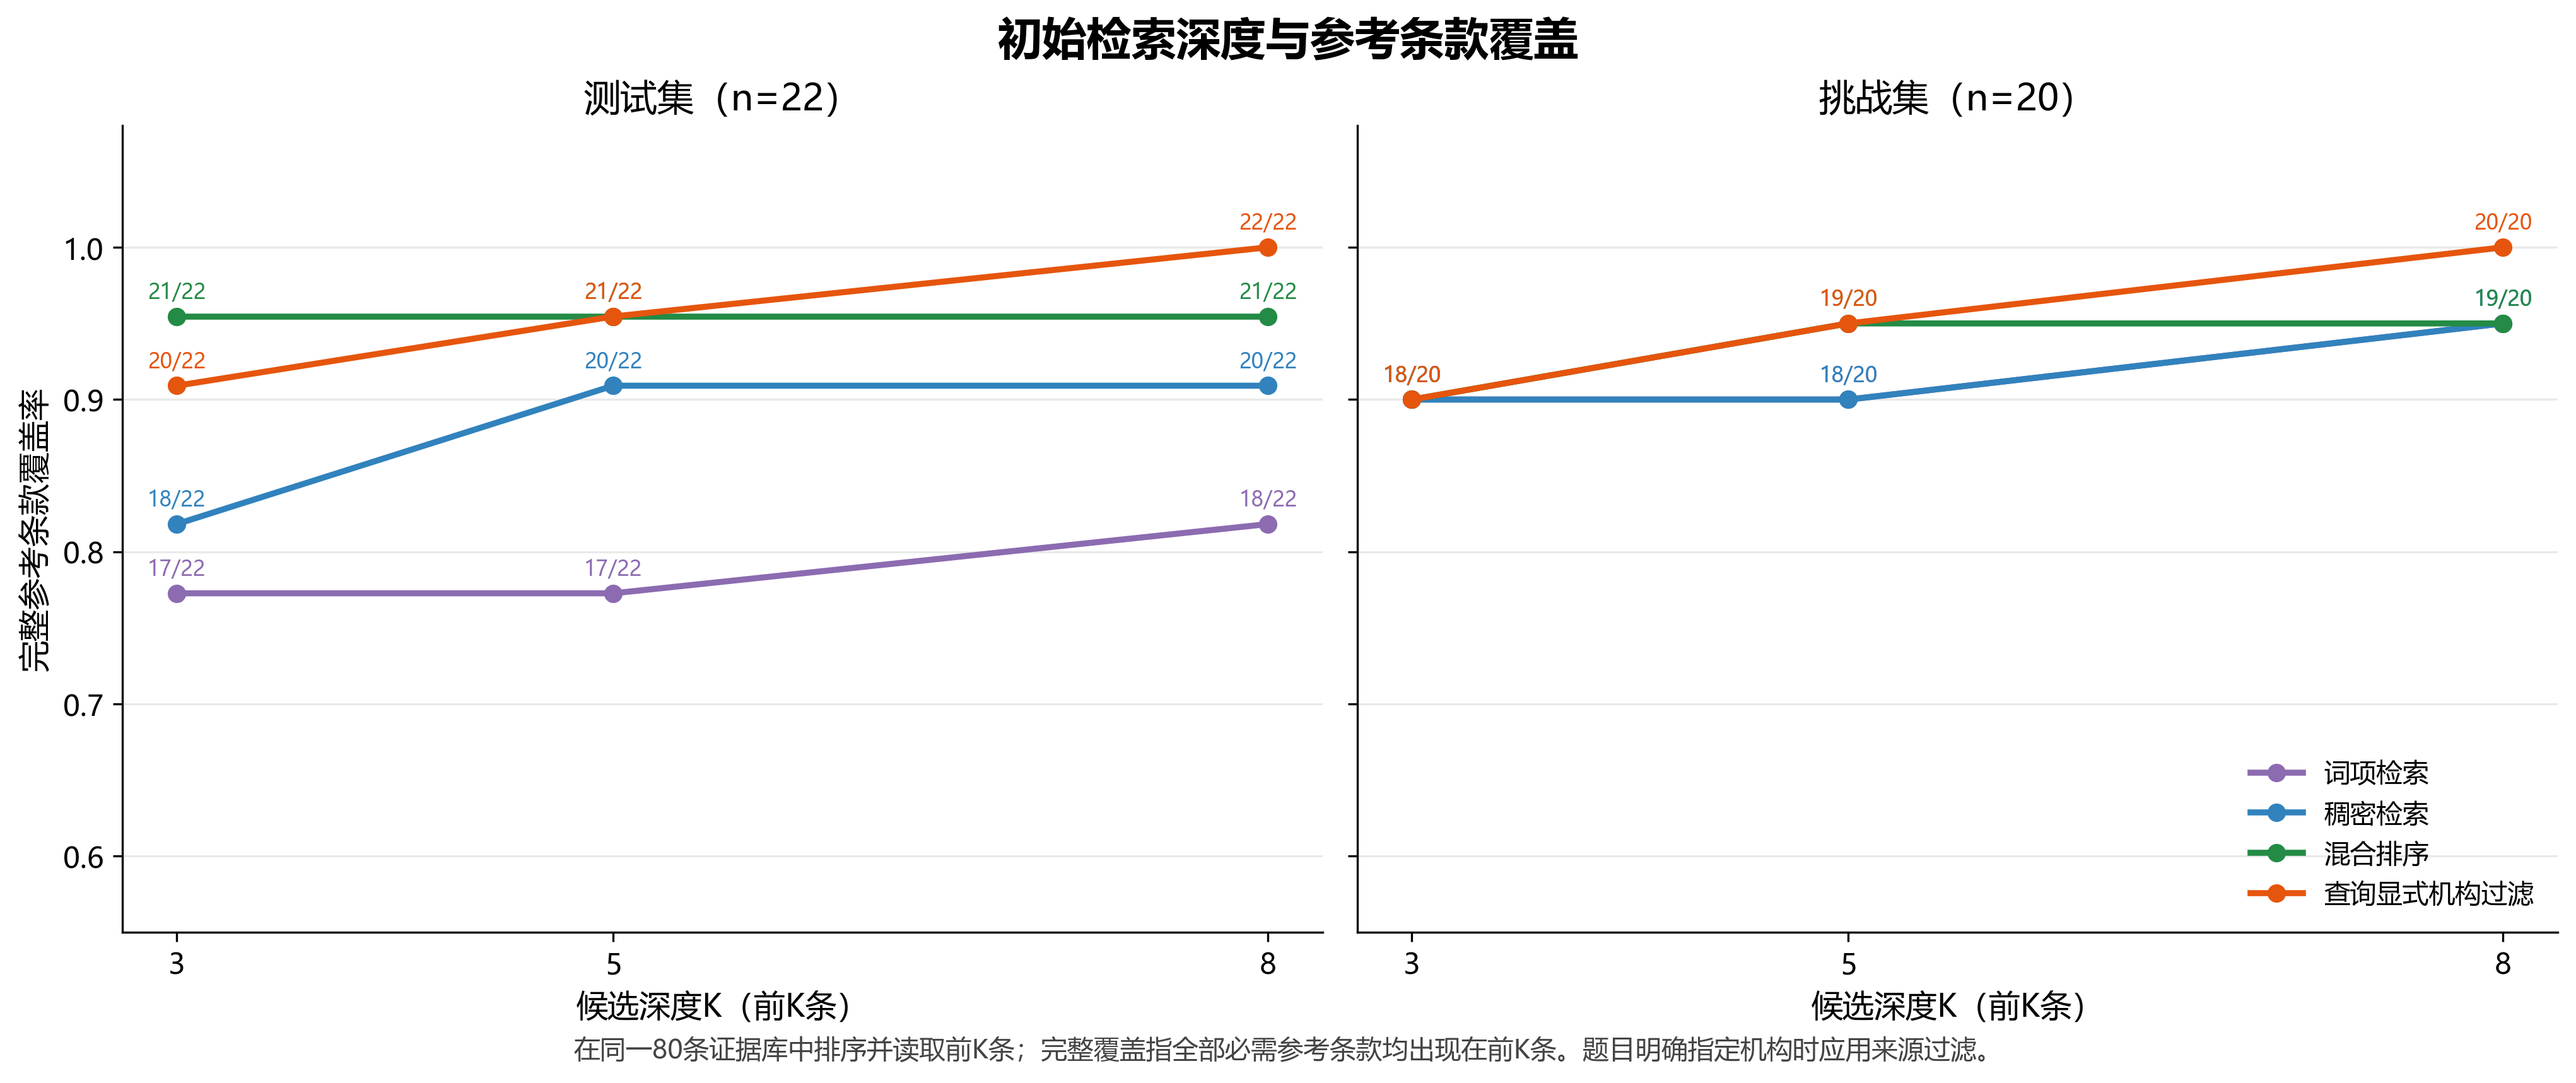 初始检索深度与参考条款覆盖
测试集（n=22）
挑战集（n=20）
完整参考条款覆盖率
1.0
0.9
0.8
0.7
0.6
21/22
20/22
18/22
17/22
21/22
20/22
17/22
22/22
21/22
20/22
18/22
18/20
19/20
18/20
20/20
19/20
词项检索
稠密检索
混合排序
查询显式机构过滤
3
5
8
3
5
8
候选深度K（前K条）
候选深度K（前K条）
在同一80条证据库中排序并读取前K条；完整覆盖指全部必需参考条款均出现在前K条。题目明确指定机构时应用来源过滤。